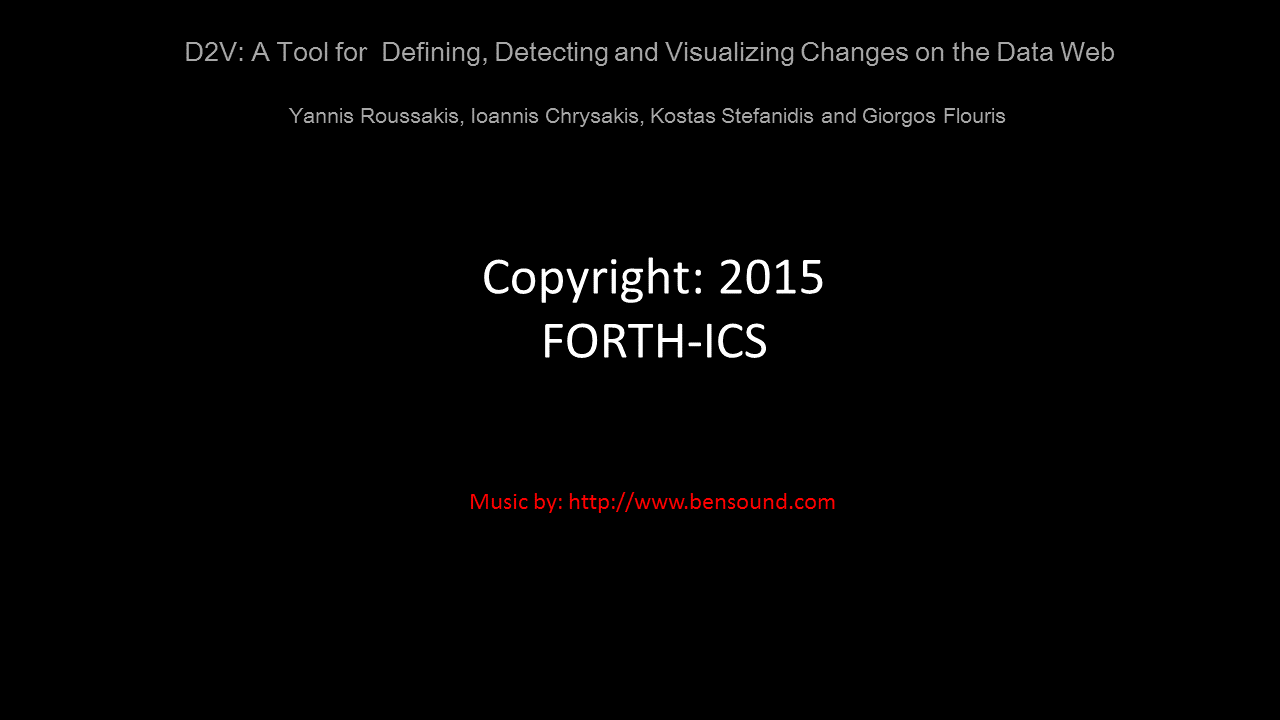 D2V: A Tool for  Defining, Detecting and Visualizing Changes on the Data Web
Yannis Roussakis, Ioannis Chrysakis, Kostas Stefanidis and Giorgos Flouris
Copyright: 2015
FORTH-ICS
Music by: http://www.bensound.com